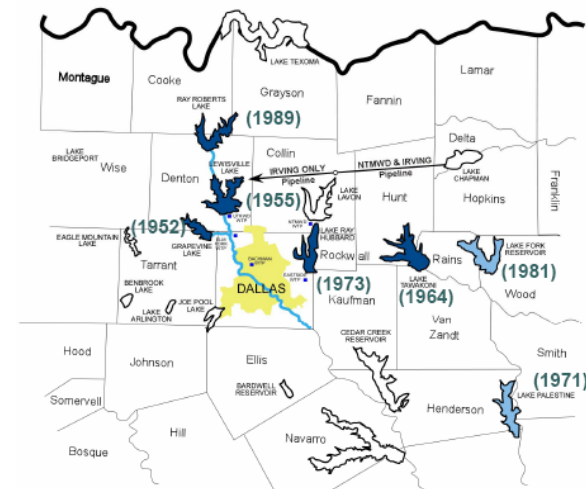 LAKE TEXOMA
Montague
Cooke
Grayson
Fannin
Lamar
RAY ROBERTS
LAKE
(1989)
Delta
LAKE
BRIDGEPORT
Wise
Denton
LEWISVILLE
LAKE
Collin
IRVING ONLY
Pipeline
NTMWD & IRVING
Pipeline
LAKE
CHAPMAN
Franklin
(1955)
LAKE
LAVON
Hunt
Hopkins
(1952)
EAGLE MOUNTAIN
LAKE
GRAPEVINE
LAKE
LAKE RAY
HUBBARD
Rockwall
Rains
LAKE FORK
RESERVOIR
(1981)
Tarrant
BACHMAN
WTP
EASTSIDE
WTP
DALLAS
(1973)
Kaufman
LAKE
TAWAKONI
(1964)
Wood
BENBROOK
LAKE
LAKE
ARLINGTON
JOE POOL
LAKE
Van
Zandt
CEDAR CREEK
RESERVOIR
Smith
Hood
Johnson
Ellis
(1971)
LAKE PALESTINE
BARDWELL
RESERVOIR
Henderson
Somervell
Hill
Navarro
Bosque